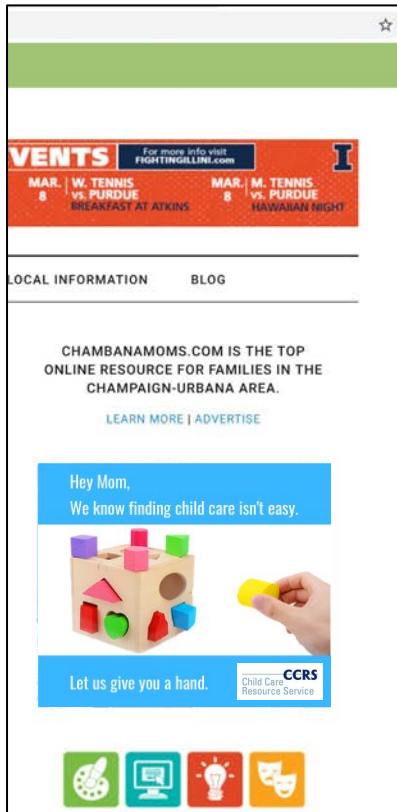 VENTS
For more info visit
FIGHTINGILLINI.com
I
MAR. 8
W. TENNIS
vs. PURDUE
BREAKFAST AT ATKINS
MAR. 8
M. TENNIS
vs. PURDUE
HAWAIIAN NIGHT
LOCAL INFORMATION
BLOG
CHAMBANAMOMS.COM IS THE TOP
ONLINE RESOURCE FOR FAMILIES IN THE
CHAMPAIGN-URBANA AREA.
LEARN MORE | ADVERTISE
Hey Mom,
We know finding child care isn't easy.
Let us give you a hand.
CCRS
Child Care
Resource Service